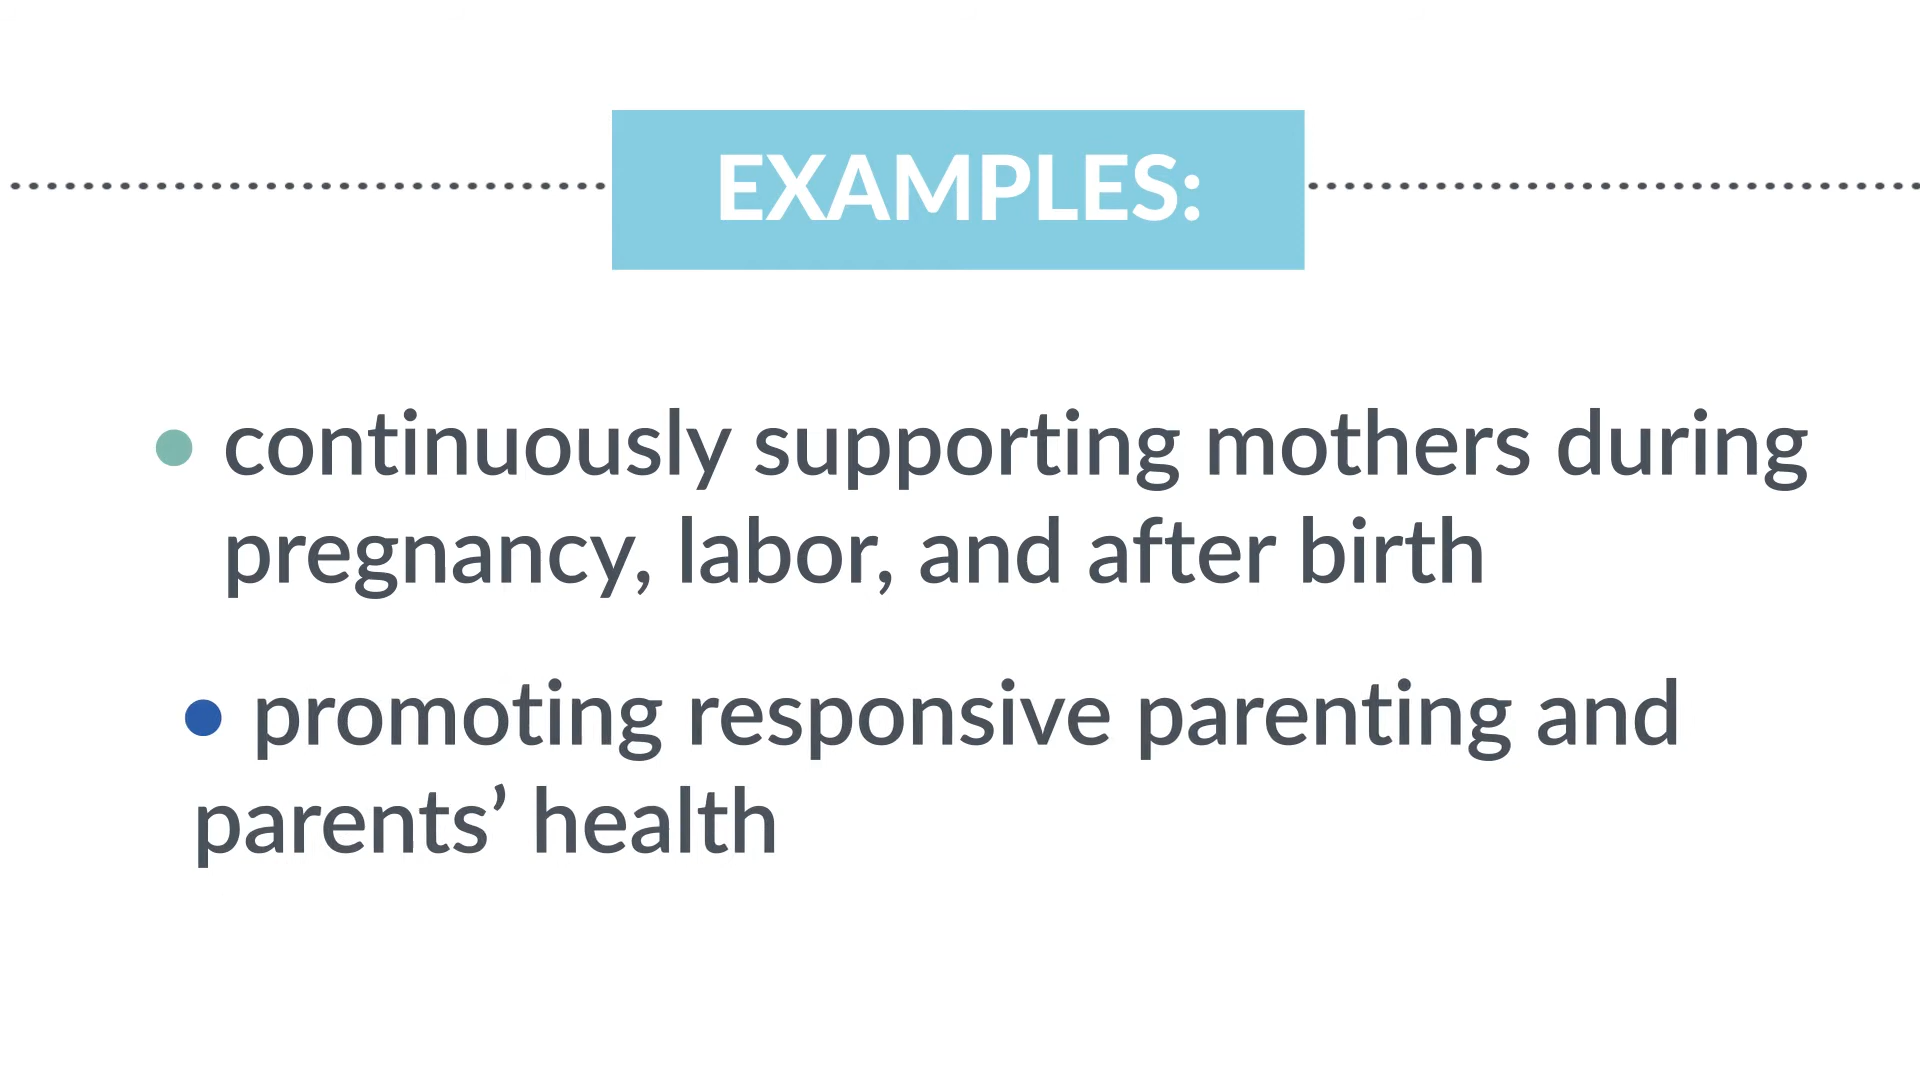 EXAMPLES:
• continuously supporting mothers during
pregnancy, labor, and after birth
• promoting responsive parenting and
parents’ health